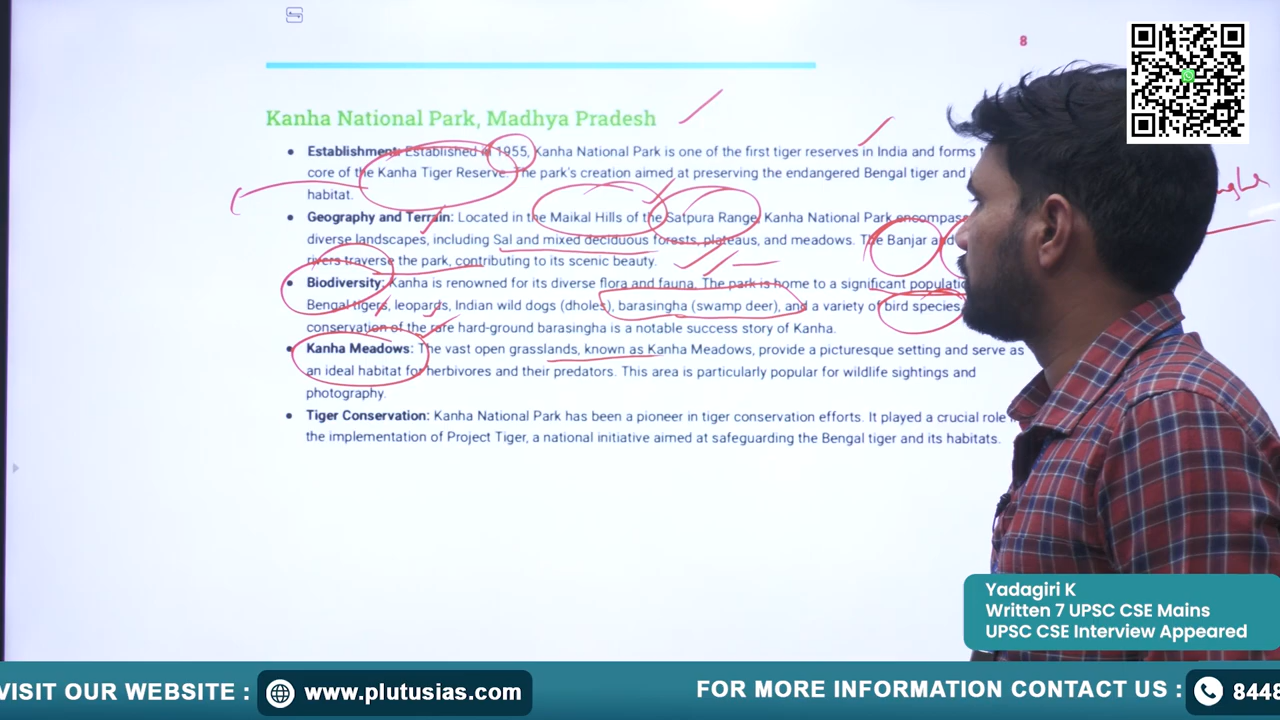 8
Kanha National Park, Madhya Pradesh
• Establishment: Established in 1955, Kanha National Park is one of the first tiger reserves in India and forms
core of the Kanha Tiger Reserve. The park's creation aimed at preserving the endangered Bengal tiger and
habitat.
• Geography and Terrain: Located in the Maikal Hills of the Satpura Range, Kanha National Park
diverse landscapes, including Sal and mixed deciduous forests, plateaus, and meadows. The Banjar and
rivers traverse the park, contributing to its scenic beauty.
• Biodiversity: Kanha is renowned for its diverse flora and fauna. The park is home to a significant
Bengal tigers, leopards, Indian wild dogs (dholes), barasingha (swamp deer), and a variety of bird species.
conservation of the rare hard-ground barasingha is a notable success story of Kanha.
• Kanha Meadows: The vast open grasslands, known as Kanha Meadows, provide a picturesque setting and serve as
an ideal habitat for herbivores and their predators. This area is particularly popular for wildlife sightings and
photography.
• Tiger Conservation: Kanha National Park has been a pioneer in tiger conservation efforts. It played a crucial role
the implementation of Project Tiger, a national initiative aimed at safeguarding the Bengal tiger and its habitats.
Yadagiri K
Written 7 UPSC CSE Mains
UPSC CSE Interview Appeared
VISIT OUR WEBSITE : www.plutusias.com FOR MORE INFORMATION CONTACT US : 8448